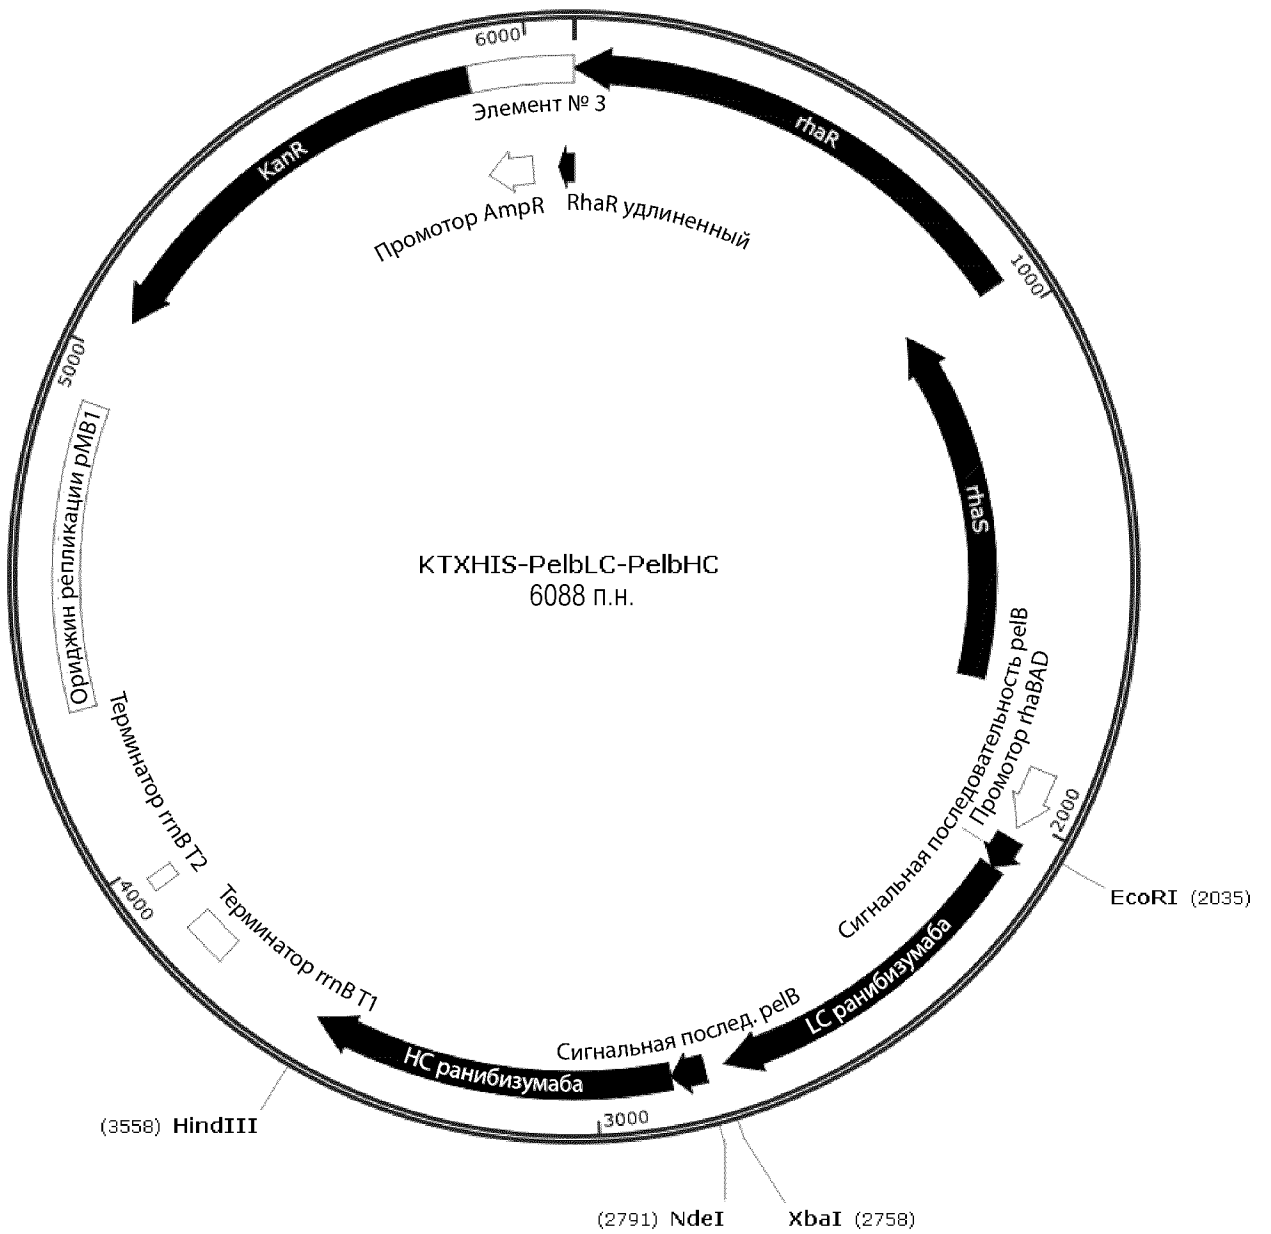 6000
Элемент № 3
rhaR
KanR
Промотор AmpR
RhaR удлиненный
1000
5000
Ориджин репликации pMB1
rhaS
KTXHIS-PelbLC-PelbHC
6088 п.н.
Сигнальная последовательность pelB
Промотор rhaBAD
2000
EcoRI (2035)
Терминатор rrnB T2
4000
Терминатор rrnB T1
LC ранибизумаба
Сигнальная послед. pelB
HC ранибизумаба
3000
(3558) HindIII
(2791) NdeI
XbaI (2758)